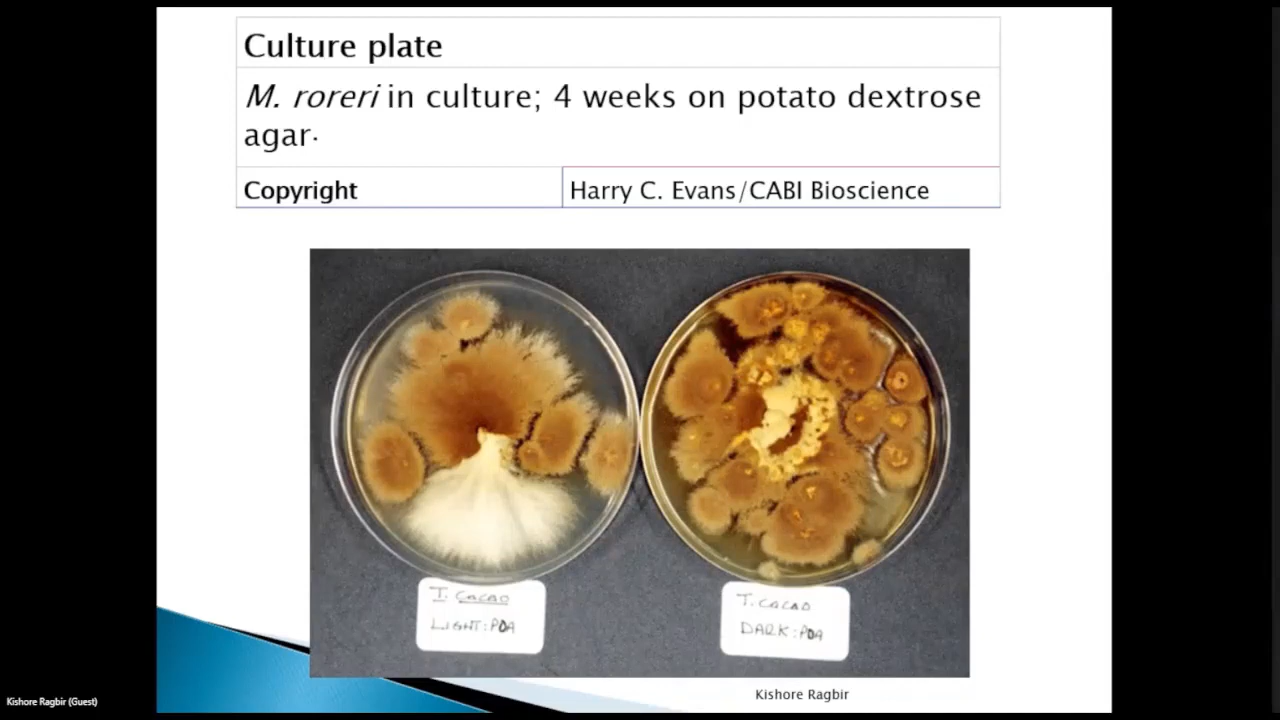 Culture plate
M. roreri in culture; 4 weeks on potato dextrose
agar.
Copyright
Harry C. Evans/CABI Bioscience
T. CACAO
LIGHT:PDA
T. CACAO
DARK:PDA
Kishore Ragbir
Kishore Ragbir (Guest)